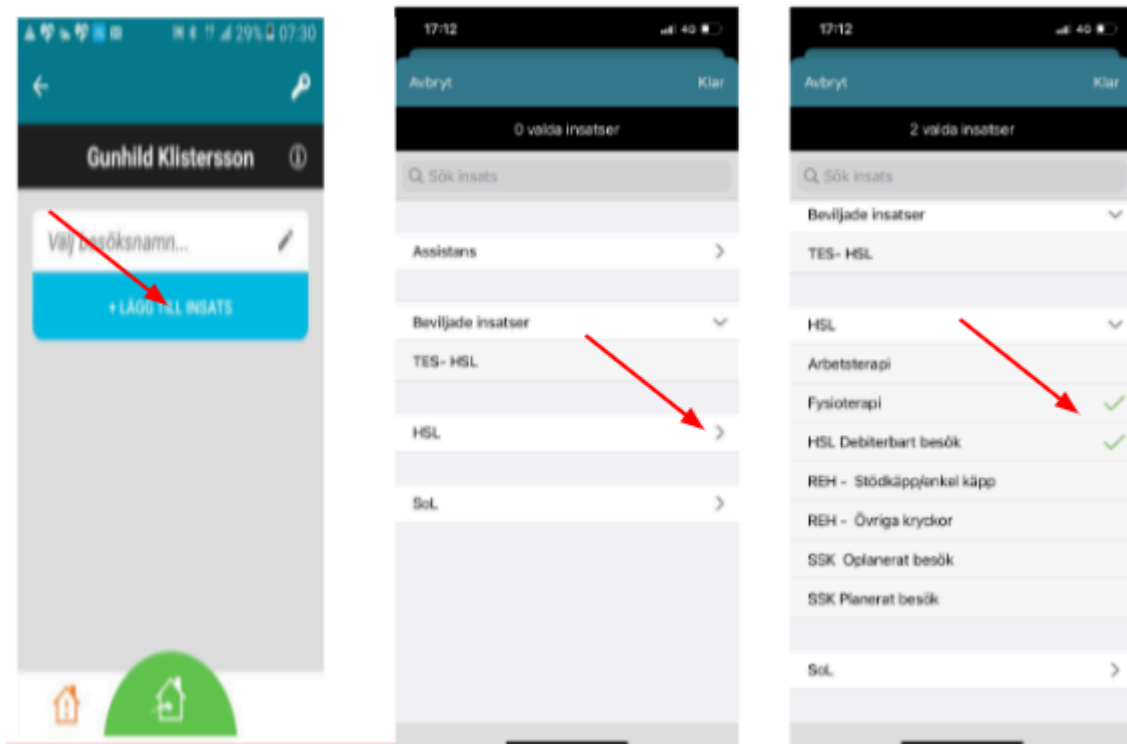 29% 07:30
Gunhild Klistersson
Välj besöksnamn...
+ LÄGG TILL INSATS
17:12
4G
Avbryt
Klar
0 valda insatser
Sök insats
Assistans
Beviljade insatser
TES- HSL
HSL
SoL
17:12
4G
Avbryt
Klar
2 valda insatser
Sök insats
Beviljade insatser
TES- HSL
HSL
Arbetsterapi
Fysioterapi
HSL Debiterbart besök
REH - Stödkäpp/enkel käpp
REH - Övriga kryckor
SSK Oplanerat besök
SSK Planerat besök
SoL